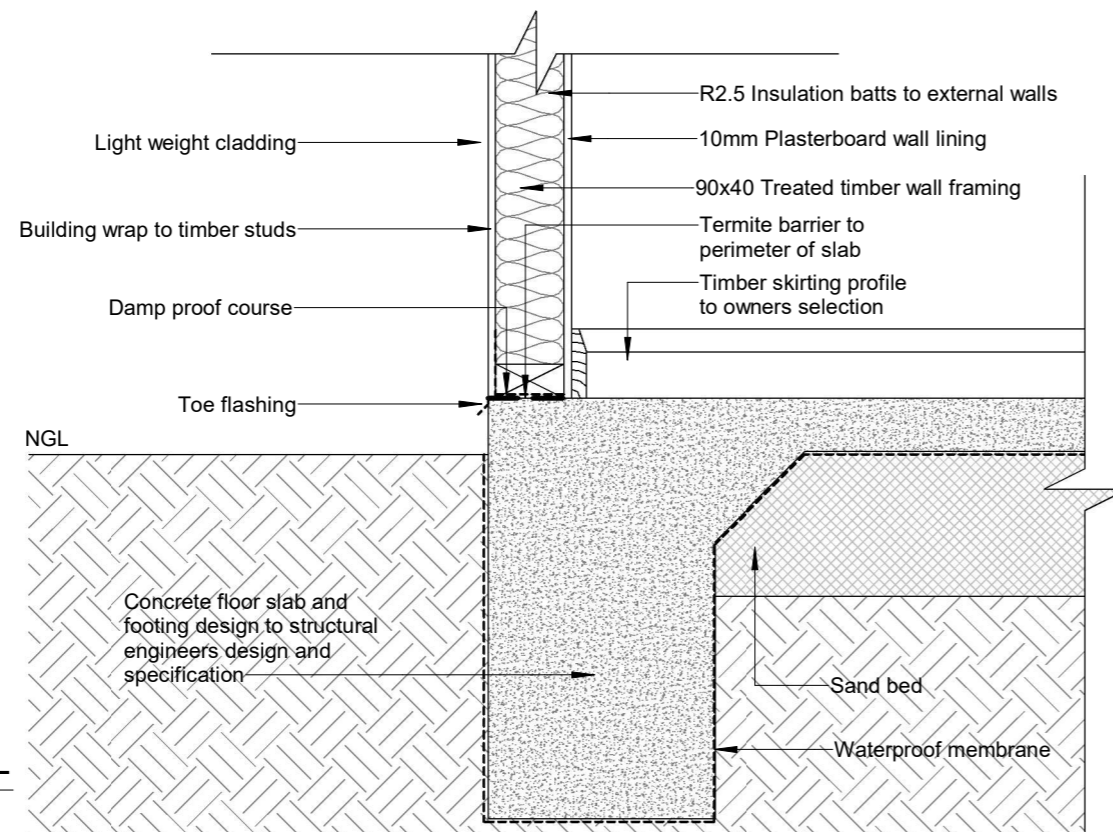 R2.5 Insulation batts to external walls
Light weight cladding
10mm Plasterboard wall lining
90x40 Treated timber wall framing
Building wrap to timber studs
Termite barrier to
perimeter of slab
Damp proof course
Timber skirting profile
to owners selection
Toe flashing
NGL
Concrete floor slab and
footing design to structural
engineers design and
specification
Sand bed
Waterproof membrane